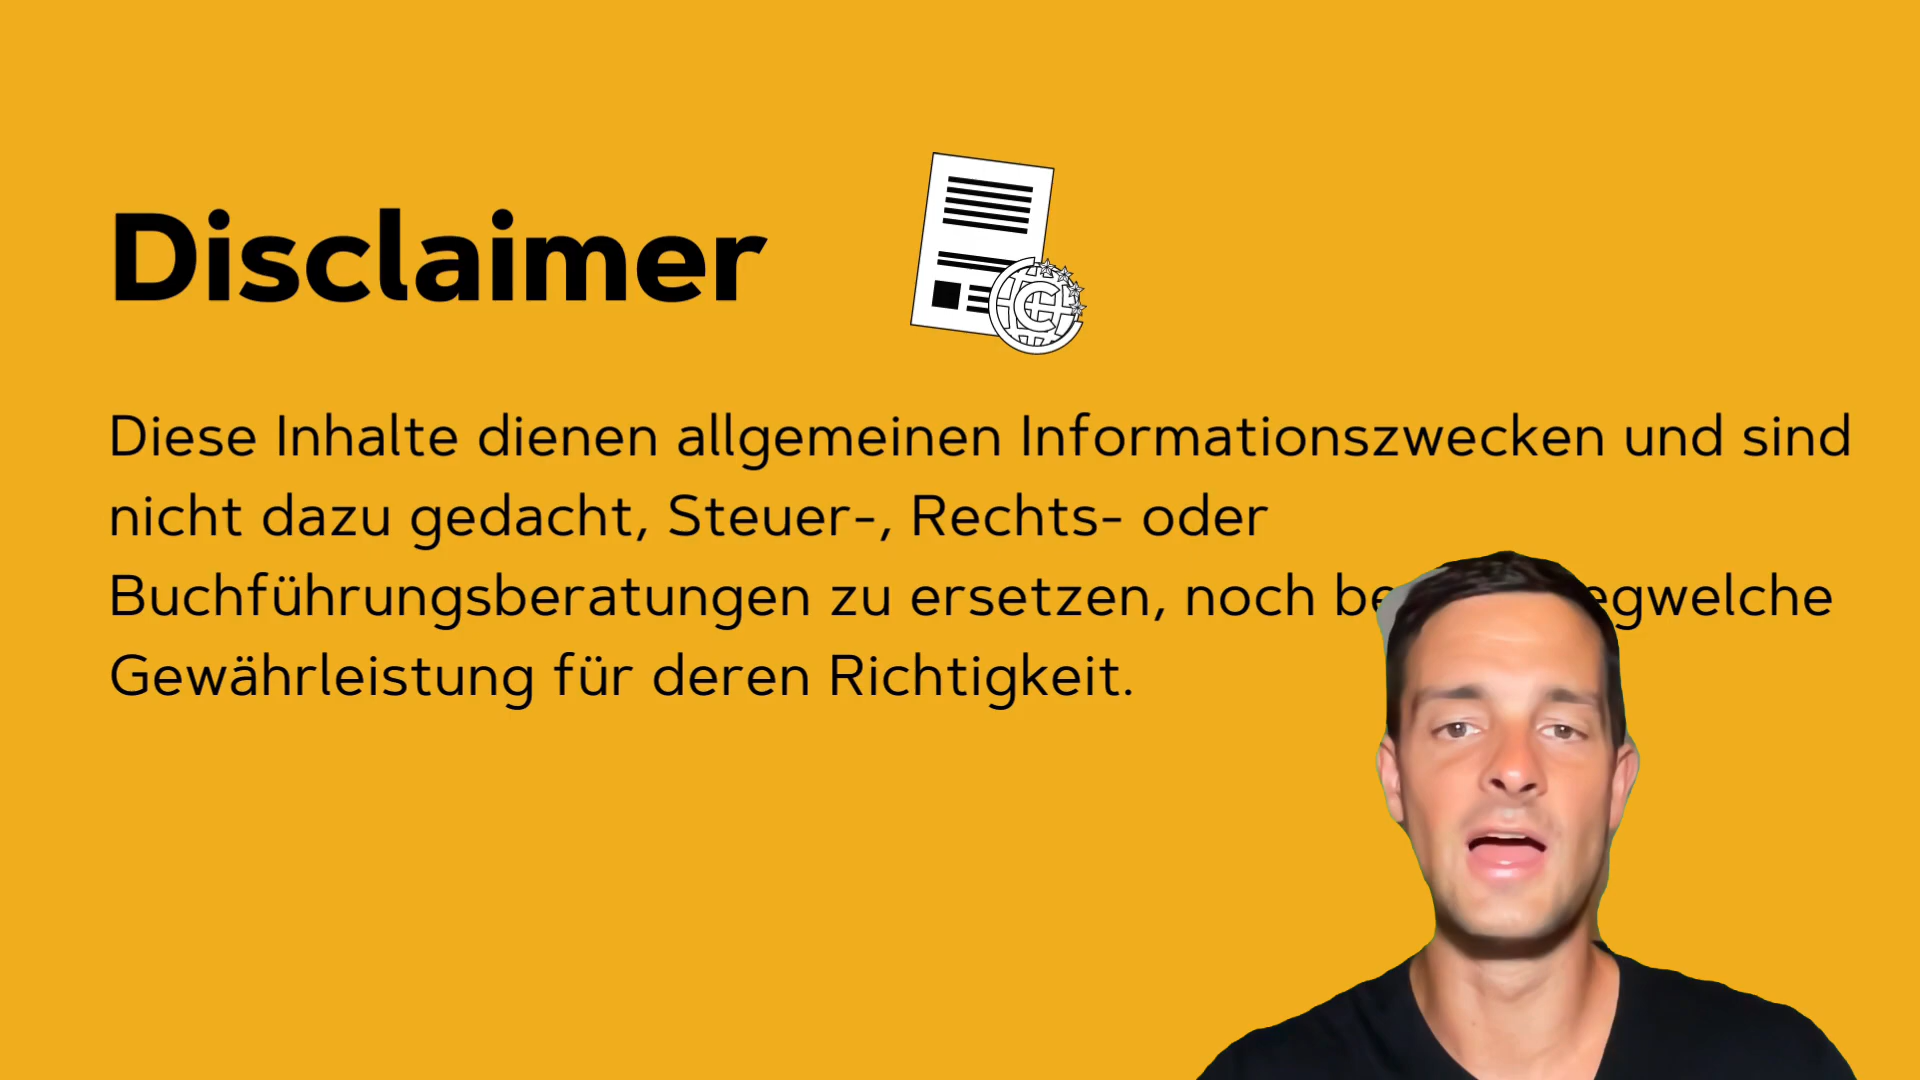 Disclaimer
Diese Inhalte dienen allgemeinen Informationszwecken und sind
nicht dazu gedacht, Steuer-, Rechts- oder
Buchführungsberatungen zu ersetzen, noch
Gewährleistung für deren Richtigkeit.